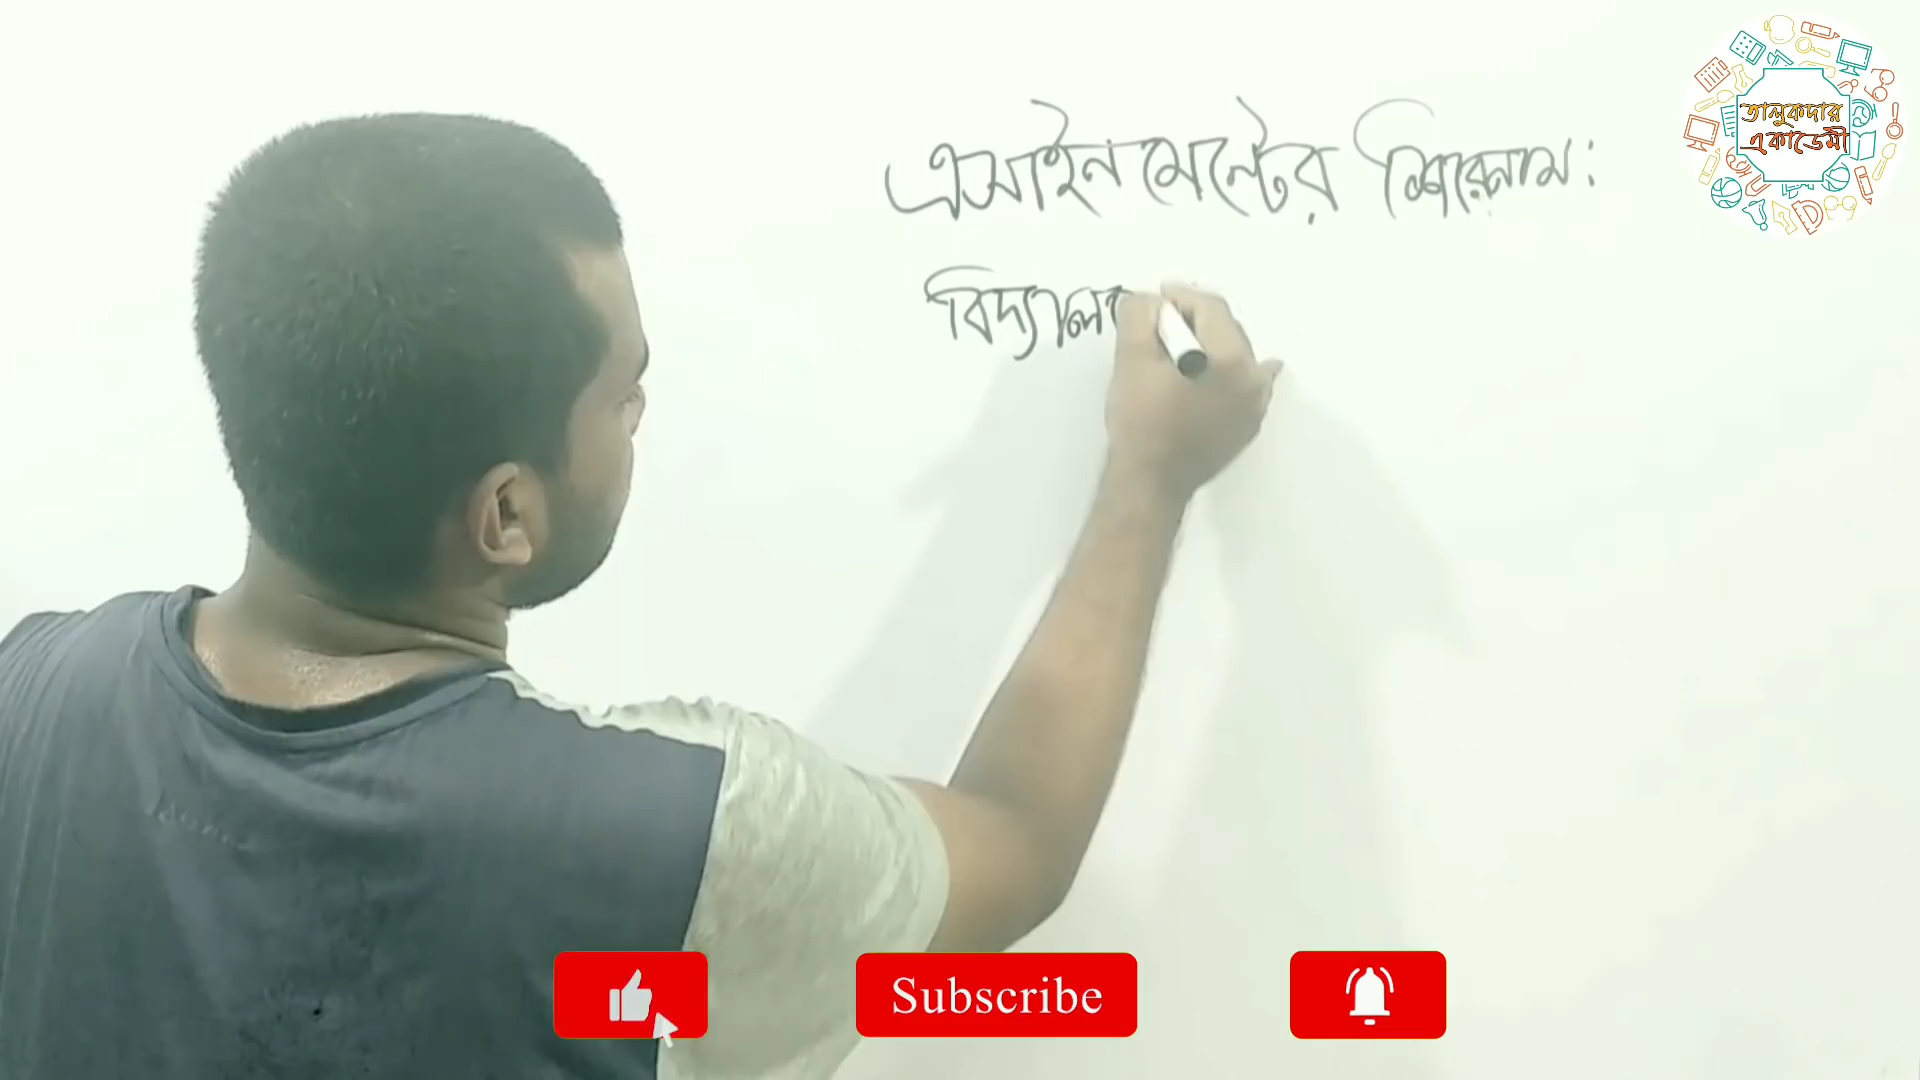 এসাইনমেন্টের শিরোনাম:
বিদ্যাল
তালুকদার
একাডেমী
Subscribe